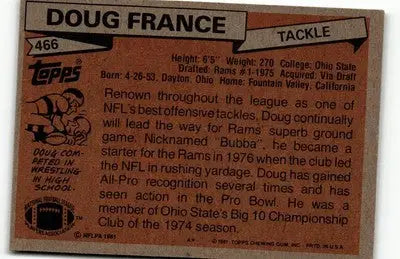 DOUG FRANCE
466
TACKLE
Topps
Height: 6'5" Weight: 270 College: Ohio State
Drafted: Rams #1-1975 Acquired: Via Draft
Born: 4-26-53, Dayton, Ohio Home: Fountain Valley, California
Renown throughout the league as one of
NFL's best offensive tackles, Doug continually
will lead the way for Rams' superb ground
game. Nicknamed "Bubba", he became a
starter for the Rams in 1976 when the club led
the NFL in rushing yardage. Doug has gained
All-Pro recognition several times and has
seen action in the Pro Bowl. He was a
member of Ohio State's Big 10 Championship
Club of the 1974 season.
DOUG COM-
PETED IN
WRESTLING
IN HIGH
SCHOOL.
© NFLPA 1981
© 1981 TOPPS CHEWING GUM, INC. PRTD. IN U.S.A.